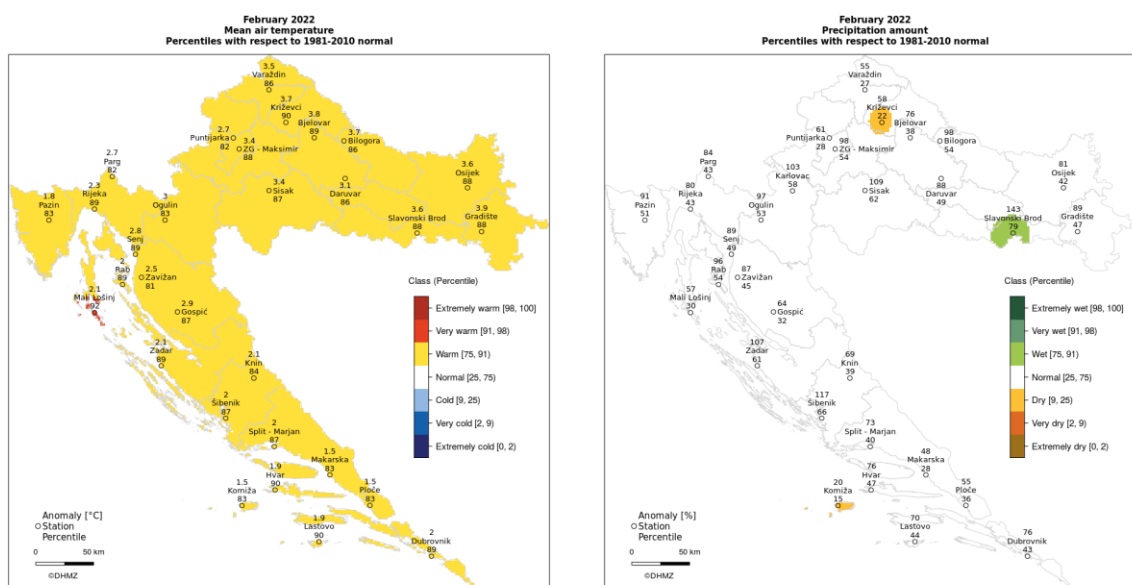 February 2022
Mean air temperature
Percentiles with respect to 1981-2010 normal
3.5
Varaždin
86
3.7
Križevci
90
3.8
Bjelovar
89
2.7
Puntijarka
82
3.4
ZG - Maksimir
88
3.7
Bilogora
86
2.7
Parg
82
3.6
Osijek
88
1.8
Pazin
83
2.3
Rijeka
89
3
Ogulin
83
3.4
Sisak
87
3.1
Daruvar
86
3.6
Slavonski Brod
88
3.9
Gradište
88
2.8
Senj
89
2
Rab
89
2.5
Zavižan
81
2.1
Mali Lošinj
92
2.9
Gospić
87
2.1
Zadar
89
2.1
Knin
84
2
Šibenik
87
2
Split - Marjan
87
1.5
Makarska
83
1.9
Hvar
90
1.5
Komiža
83
1.5
Ploče
83
1.9
Lastovo
90
2
Dubrovnik
89
Class (Percentile)
Extremely warm [98, 100]
Very warm [91, 98)
Warm [75, 91)
Normal [25, 75)
Cold [9, 25)
Very cold [2, 9)
Extremely cold [0, 2)
Anomaly [°C]
Station
Percentile
0 50 km
©DHMZ
February 2022
Precipitation amount
Percentiles with respect to 1981-2010 normal
55
Varaždin
27
58
Križevci
22
76
Bjelovar
38
61
Puntijarka
28
98
ZG - Maksimir
54
98
Bilogora
54
84
Parg
43
103
Karlovac
58
81
Osijek
42
91
Pazin
51
80
Rijeka
43
97
Ogulin
53
109
Sisak
62
88
Daruvar
49
143
Slavonski Brod
79
89
Gradište
47
89
Senj
49
96
Rab
54
87
Zavižan
45
57
Mali Lošinj
30
64
Gospić
32
107
Zadar
61
69
Knin
39
117
Šibenik
66
73
Split - Marjan
40
48
Makarska
28
76
Hvar
47
20
Komiža
15
55
Ploče
36
70
Lastovo
44
76
Dubrovnik
43
Class (Percentile)
Extremely wet [98, 100]
Very wet [91, 98)
Wet [75, 91)
Normal [25, 75)
Dry [9, 25)
Very dry [2, 9)
Extremely dry [0, 2)
Anomaly [%]
Station
Percentile
0 50 km
©DHMZ